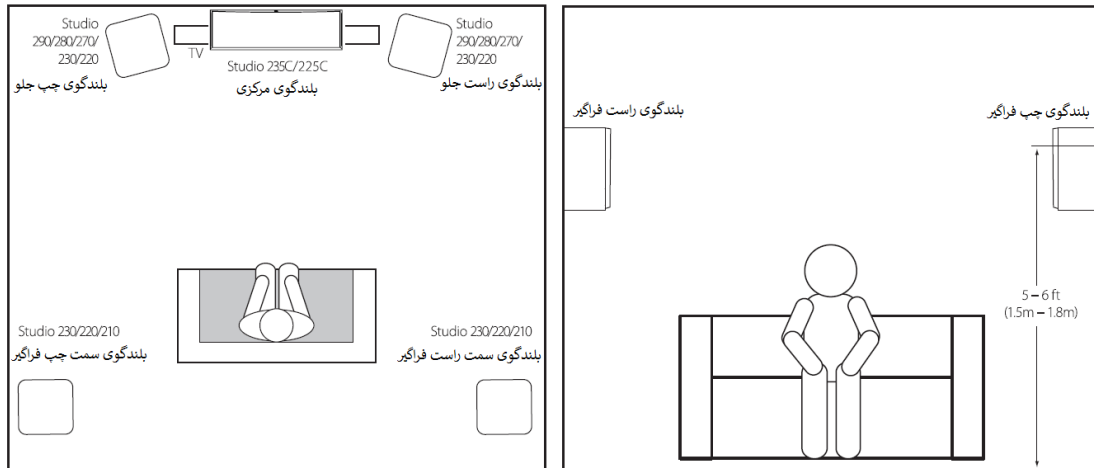 Studio
290/280/270/
230/220
بلندگوی چپ جلو
TV
Studio 235C/225C
بلندگوی مرکزی
Studio
290/280/270/
230/220
بلندگوی راست جلو
Studio 230/220/210
بلندگوی سمت چپ فراگیر
Studio 230/220/210
بلندگوی سمت راست فراگیر
بلندگوی راست فراگیر
بلندگوی چپ فراگیر
5 – 6 ft
(1.5m – 1.8m)